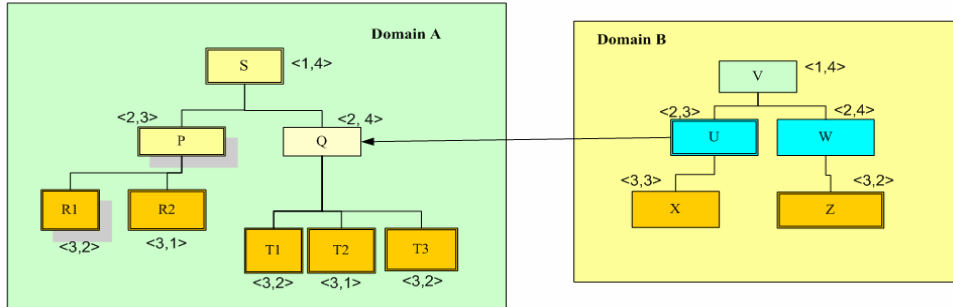 Domain A
S
<1,4>
<2,3>
P
Q
<2, 4>
R1
R2
<3,2>
<3,1>
T1
T2
T3
<3,2>
<3,1>
<3,2>
Domain B
V
<1,4>
<2,3>
U
<2,4>
W
<3,3>
X
<3,2>
Z